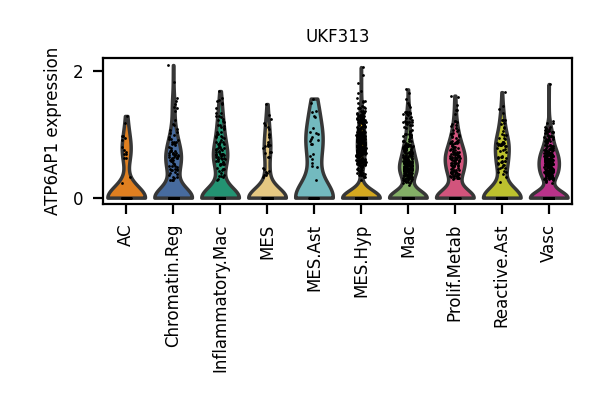 UKF313
ATP6AP1 expression
2
0
AC
Chromatin.Reg
Inflammatory.Mac
MES
MES.Ast
MES.Hyp
Mac
Prolif.Metab
Reactive.Ast
Vasc